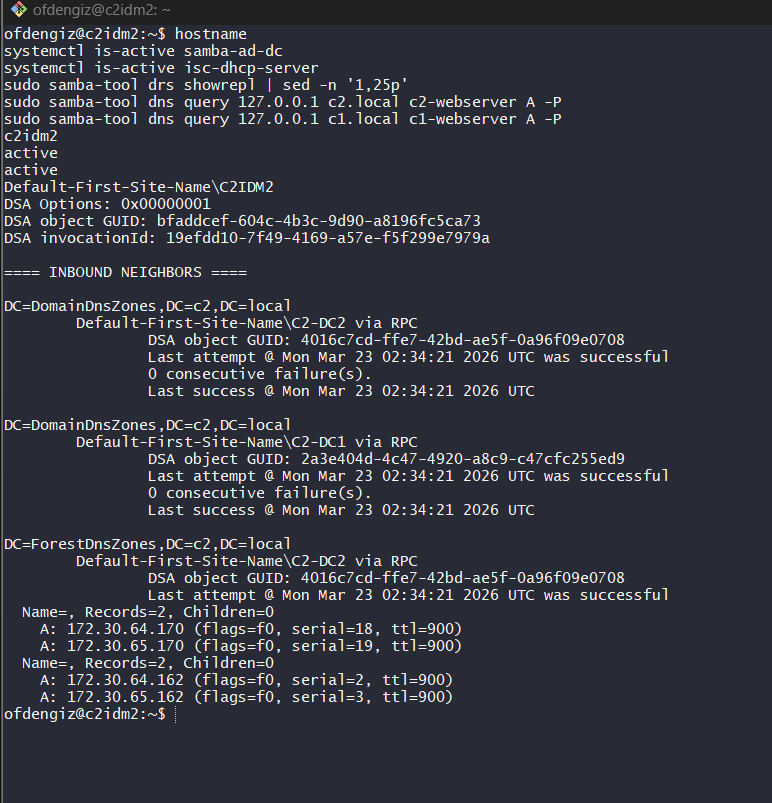 ofdengiz@c2idm2: ~
ofdengiz@c2idm2:~$ hostname
systemctl is-active samba-ad-dc
systemctl is-active isc-dhcp-server
sudo samba-tool drs showrepl | sed -n '1,25p'
sudo samba-tool dns query 127.0.0.1 c2.local c2-webserver A -P
sudo samba-tool dns query 127.0.0.1 c1.local c1-webserver A -P
c2idm2
active
active
Default-First-Site-Name\C2IDM2
DSA Options: 0x00000001
DSA object GUID: bfaddcef-604c-4b3c-9d90-a8196fc5ca73
DSA invocationId: 19efdd10-7f49-4169-a57e-f5f299e7979a

==== INBOUND NEIGHBORS ====

DC=DomainDnsZones,DC=c2,DC=local
        Default-First-Site-Name\C2-DC2 via RPC
                DSA object GUID: 4016c7cd-ffe7-42bd-ae5f-0a96f09e0708
                Last attempt @ Mon Mar 23 02:34:21 2026 UTC was successful
                0 consecutive failure(s).
                Last success @ Mon Mar 23 02:34:21 2026 UTC

DC=DomainDnsZones,DC=c2,DC=local
        Default-First-Site-Name\C2-DC1 via RPC
                DSA object GUID: 2a3e404d-4c47-4920-a8c9-c47cfc255ed9
                Last attempt @ Mon Mar 23 02:34:21 2026 UTC was successful
                0 consecutive failure(s).
                Last success @ Mon Mar 23 02:34:21 2026 UTC

DC=ForestDnsZones,DC=c2,DC=local
        Default-First-Site-Name\C2-DC2 via RPC
                DSA object GUID: 4016c7cd-ffe7-42bd-ae5f-0a96f09e0708
                Last attempt @ Mon Mar 23 02:34:21 2026 UTC was successful
  Name=, Records=2, Children=0
    A: 172.30.64.170 (flags=f0, serial=18, ttl=900)
    A: 172.30.65.170 (flags=f0, serial=19, ttl=900)
  Name=, Records=2, Children=0
    A: 172.30.64.162 (flags=f0, serial=2, ttl=900)
    A: 172.30.65.162 (flags=f0, serial=3, ttl=900)
ofdengiz@c2idm2:~$